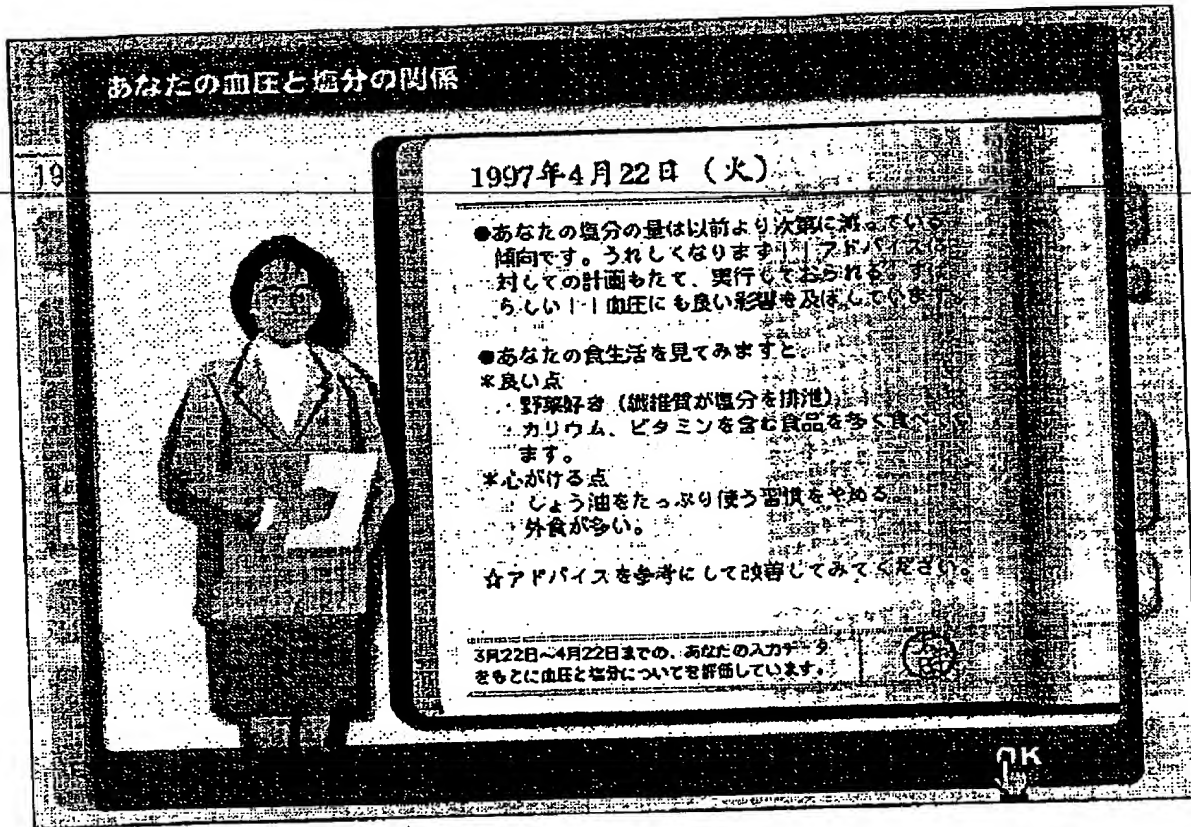 あなたの血圧と塩分の関係
19
1997年4月22日（火）
●あなたの塩分の量は以前より次第に減っている
傾向です。うれしくなります！！アドバイスに
対しての計画もたて、実行しておられる。すば
らしい！！血圧にも良い影響を及ぼしています。
●あなたの食生活を見てみますと
＊良い点
・野菜好き（繊維質が塩分を排泄）
・カリウム、ビタミンを含む食品を多く食べ
ます。
＊心がける点
・しょう油をたっぷり使う習慣をやめる
・外食が多い。
☆アドバイスを参考にして改善してみてください。
3月22日〜4月22日までの、あなたの入力データ
をもとに血圧と塩分についてを評価しています。
OK